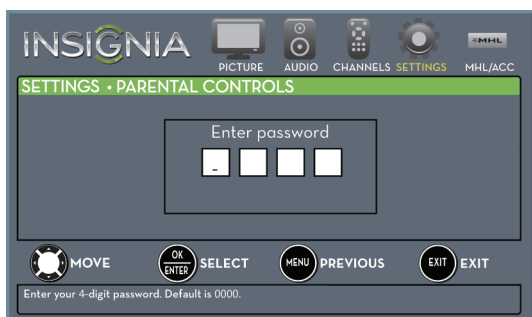 INSIGNIA
PICTURE AUDIO CHANNELS SETTINGS MHL/ACC
MHL
SETTINGS • PARENTAL CONTROLS
Enter password
-
MOVE OK ENTER SELECT MENU PREVIOUS EXIT EXIT
Enter your 4-digit password. Default is 0000.